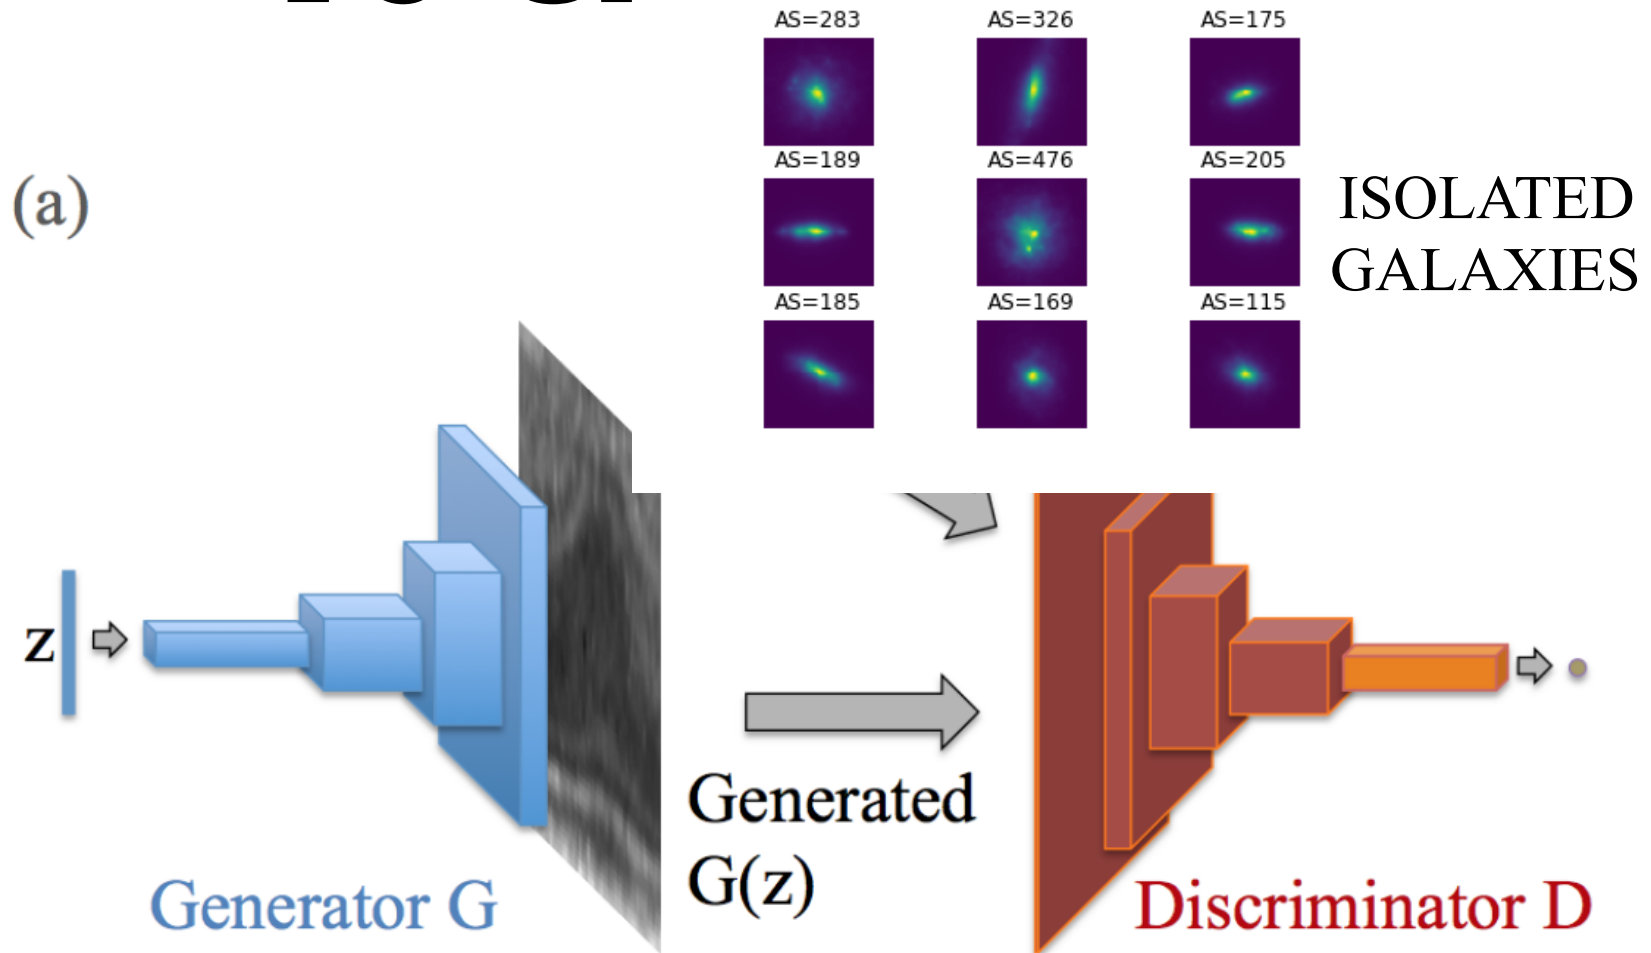 AS=283 AS=326 AS=175
AS=189 AS=476 AS=205
(a)
ISOLATED
GALAXIES
AS=185 AS=169 AS=115
z
Generated
G(z)
Generator G
Discriminator D